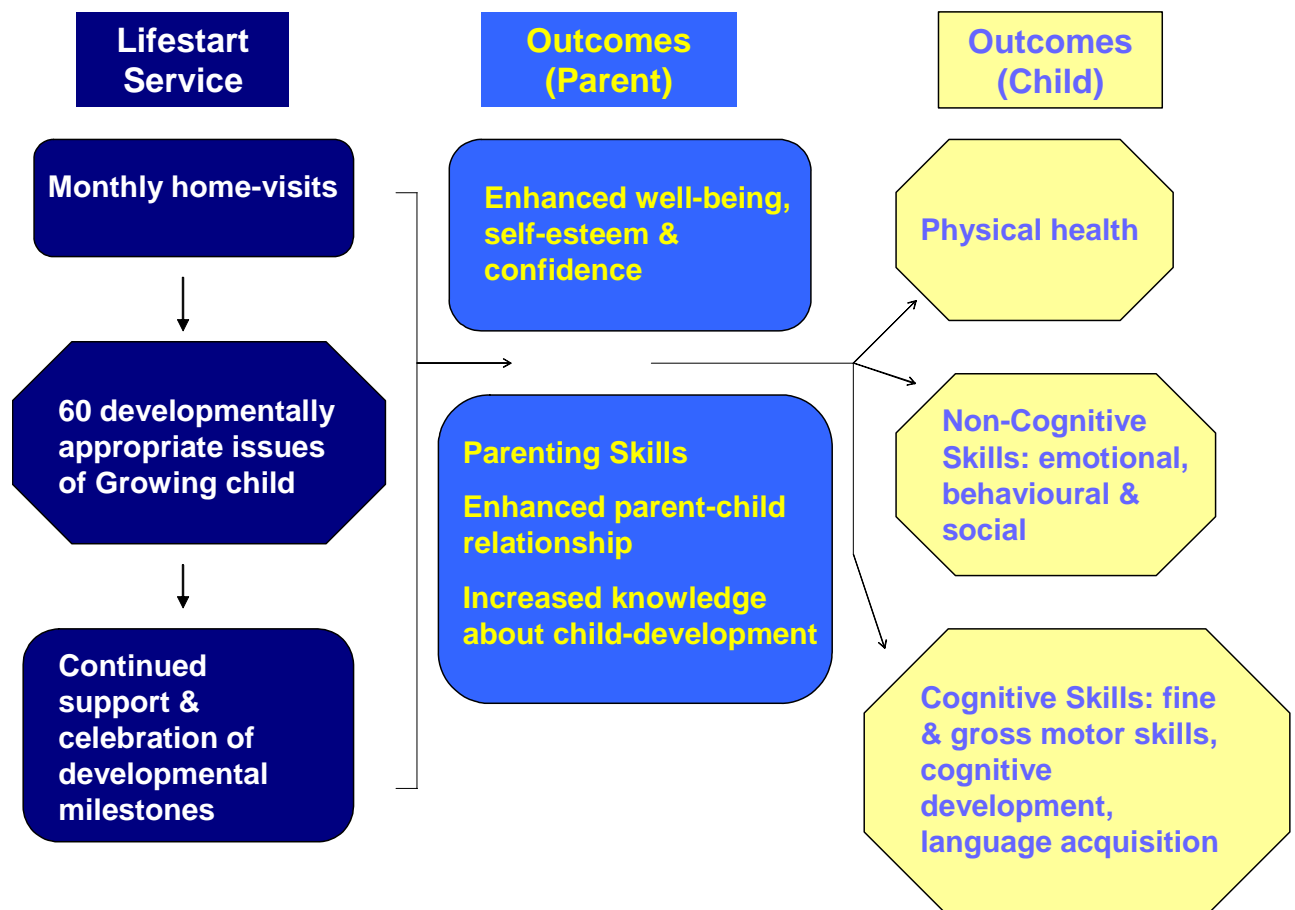 Lifestart
Service
Outcomes
(Parent)
Outcomes
(Child)
Monthly home-visits
60 developmentally
appropriate issues
of Growing child
Continued
support &
celebration of
developmental
milestones
Enhanced well-being,
self-esteem &
confidence
Parenting Skills
Enhanced parent-child
relationship
Increased knowledge
about child-development
Physical health
Non-Cognitive
Skills: emotional,
behavioural &
social
Cognitive Skills: fine
& gross motor skills,
cognitive
development,
language acquisition